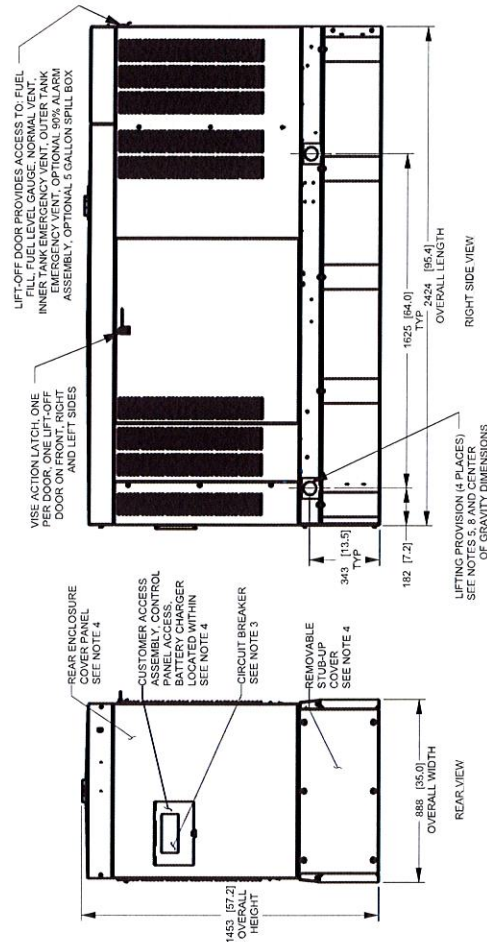 LIFT-OFF DOOR PROVIDES ACCESS TO: FUEL
FILL, FUEL LEVEL GAUGE, NORMAL VENT,
INNER TANK EMERGENCY VENT, OUTER TANK
EMERGENCY VENT, OPTIONAL 90% ALARM
ASSEMBLY, OPTIONAL 5 GALLON SPILL BOX
VISE ACTION LATCH, ONE
PER DOOR, ONE LIFT-OFF
DOOR ON FRONT, RIGHT
AND LEFT SIDES
343 [13.5]
TYP
182 [7.2]
1625 [64.0]
TYP
2424 [95.4]
OVERALL LENGTH
LIFTING PROVISION (4 PLACES)
SEE NOTES 5, 8 AND CENTER
OF GRAVITY DIMENSIONS
RIGHT SIDE VIEW
REAR ENCLOSURE
COVER PANEL
SEE NOTE 4
CUSTOMER ACCESS
ASSEMBLY, CONTROL
PANEL ACCESS,
BATTERY CHARGER
LOCATED WITHIN
SEE NOTE 4
CIRCUIT BREAKER
SEE NOTE 3
REMOVABLE
STUB-UP
COVER
SEE NOTE 4
1453 [57.2]
OVERALL
HEIGHT
888 [35.0]
OVERALL WIDTH
REAR VIEW